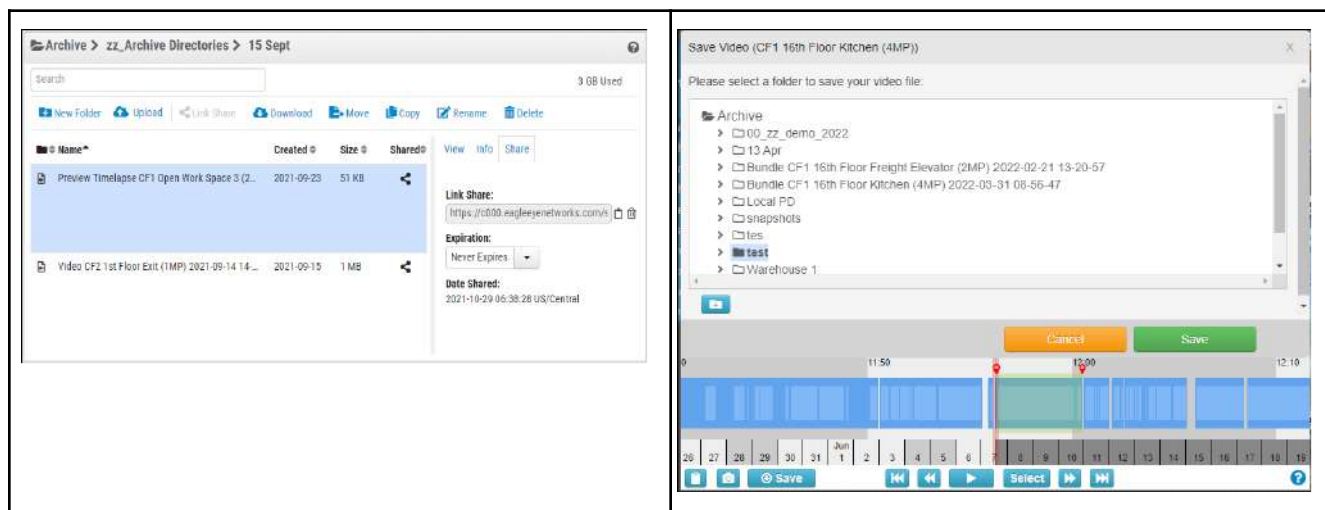 Archive > zz_Archive Directories > 15 Sept
Search
3 GB Used
New Folder Upload Link Share Download Move Copy Rename Delete
Name Created Size Shared View Info Share
Preview Timelapse CF1 Open Work Space 3 (2... 2021-09-23 51 KB
Link Share:
https://c000.eagleeyenetworks.com/s
Expiration:
Never Expires
Video CF2 1st Floor Exit (1MP) 2021-09-14 14-... 2021-09-15 1 MB
Date Shared:
2021-10-29 06:38:28 US/Central
Save Video (CF1 16th Floor Kitchen (4MP)) X
Please select a folder to save your video file:
Archive
> 00_zz_demo_2022
> 13 Apr
> Bundle CF1 16th Floor Freight Elevator (2MP) 2022-02-21 13-20-57
> Bundle CF1 16th Floor Kitchen (4MP) 2022-03-31 08-56-47
> Local PD
> snapshots
> tes
> test
> Warehouse 1
Cancel Save
0 11:50 12:00 12:10
Jun
26 27 28 29 30 31 1 2 3 4 5 6 7 8 9 10 11 12 13 14 15 16 17 18 19
Save Select ?